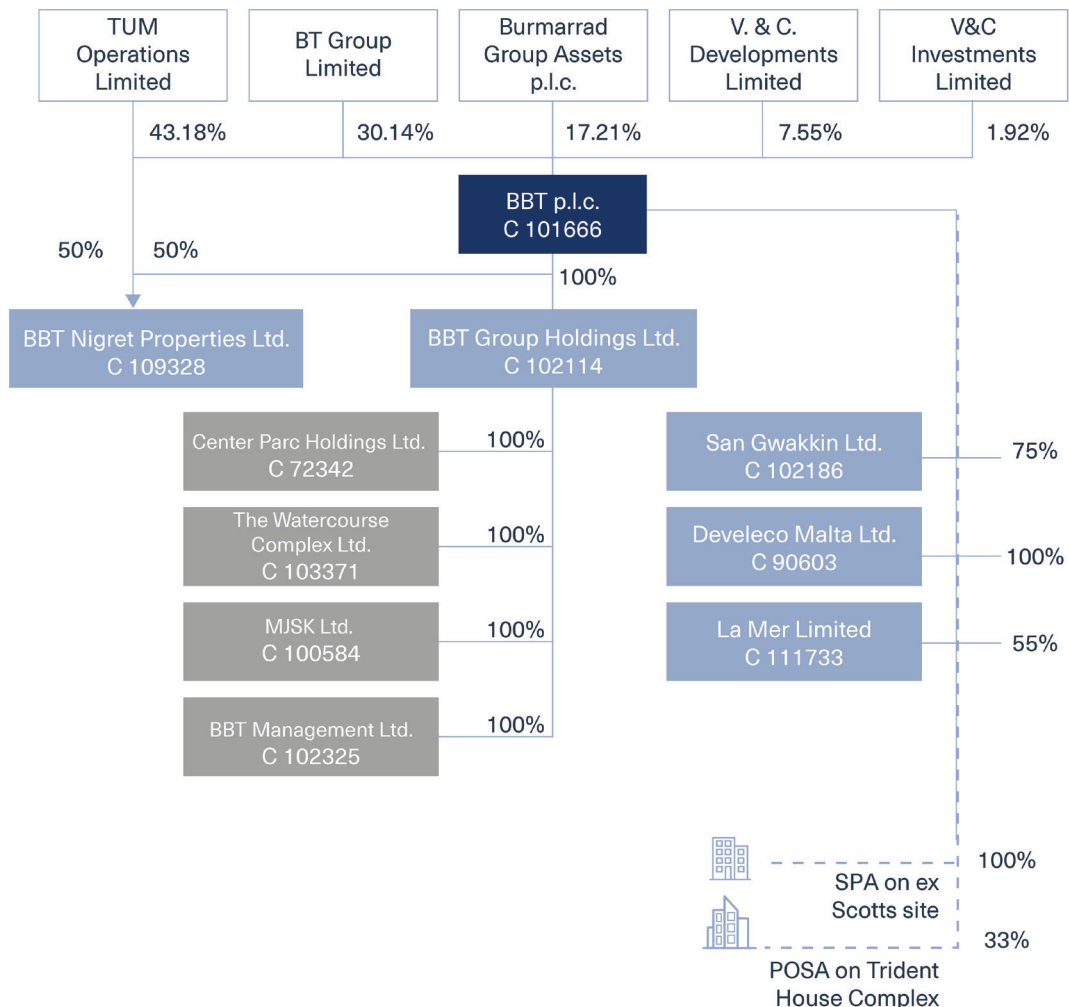 TUM
Operations
Limited
BT Group
Limited
Burmarrad
Group Assets
p.l.c.
V. & C.
Developments
Limited
V&C
Investments
Limited
43.18%
30.14%
17.21%
7.55%
1.92%
BBT p.l.c.
C 101666
50%
50%
100%
BBT Nigret Properties Ltd.
C 109328
BBT Group Holdings Ltd.
C 102114
Center Parc Holdings Ltd.
C 72342
100%
The Watercourse
Complex Ltd.
C 103371
100%
MJSK Ltd.
C 100584
100%
BBT Management Ltd.
C 102325
100%
San Gwakkin Ltd.
C 102186
75%
Develeco Malta Ltd.
C 90603
100%
La Mer Limited
C 111733
55%
100%
SPA on ex
Scotts site
33%
POSA on Trident
House Complex